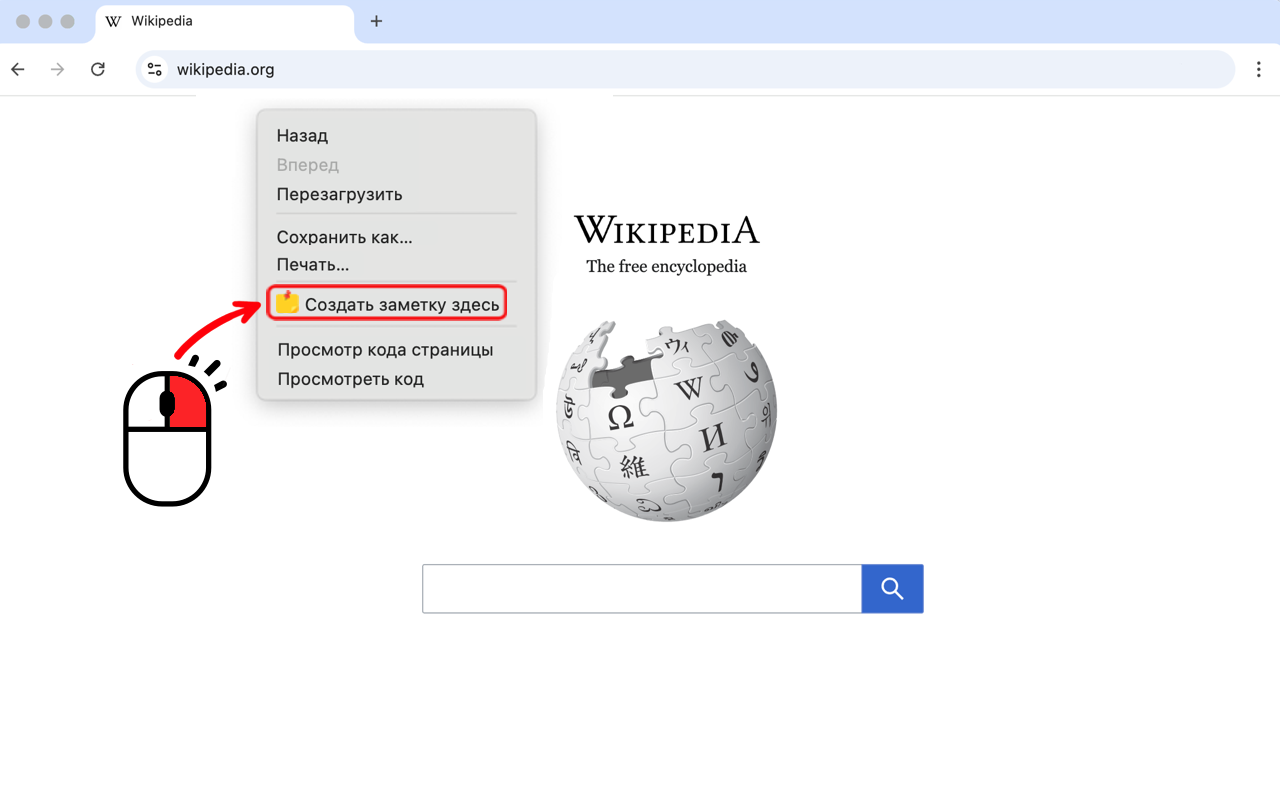 Wikipedia
wikipedia.org
Назад
Вперед
Перезагрузить
Сохранить как...
Печать...
Создать заметку здесь
Просмотр кода страницы
Просмотреть код
WIKIPEDIA
The free encyclopedia
Ω
W
И
維